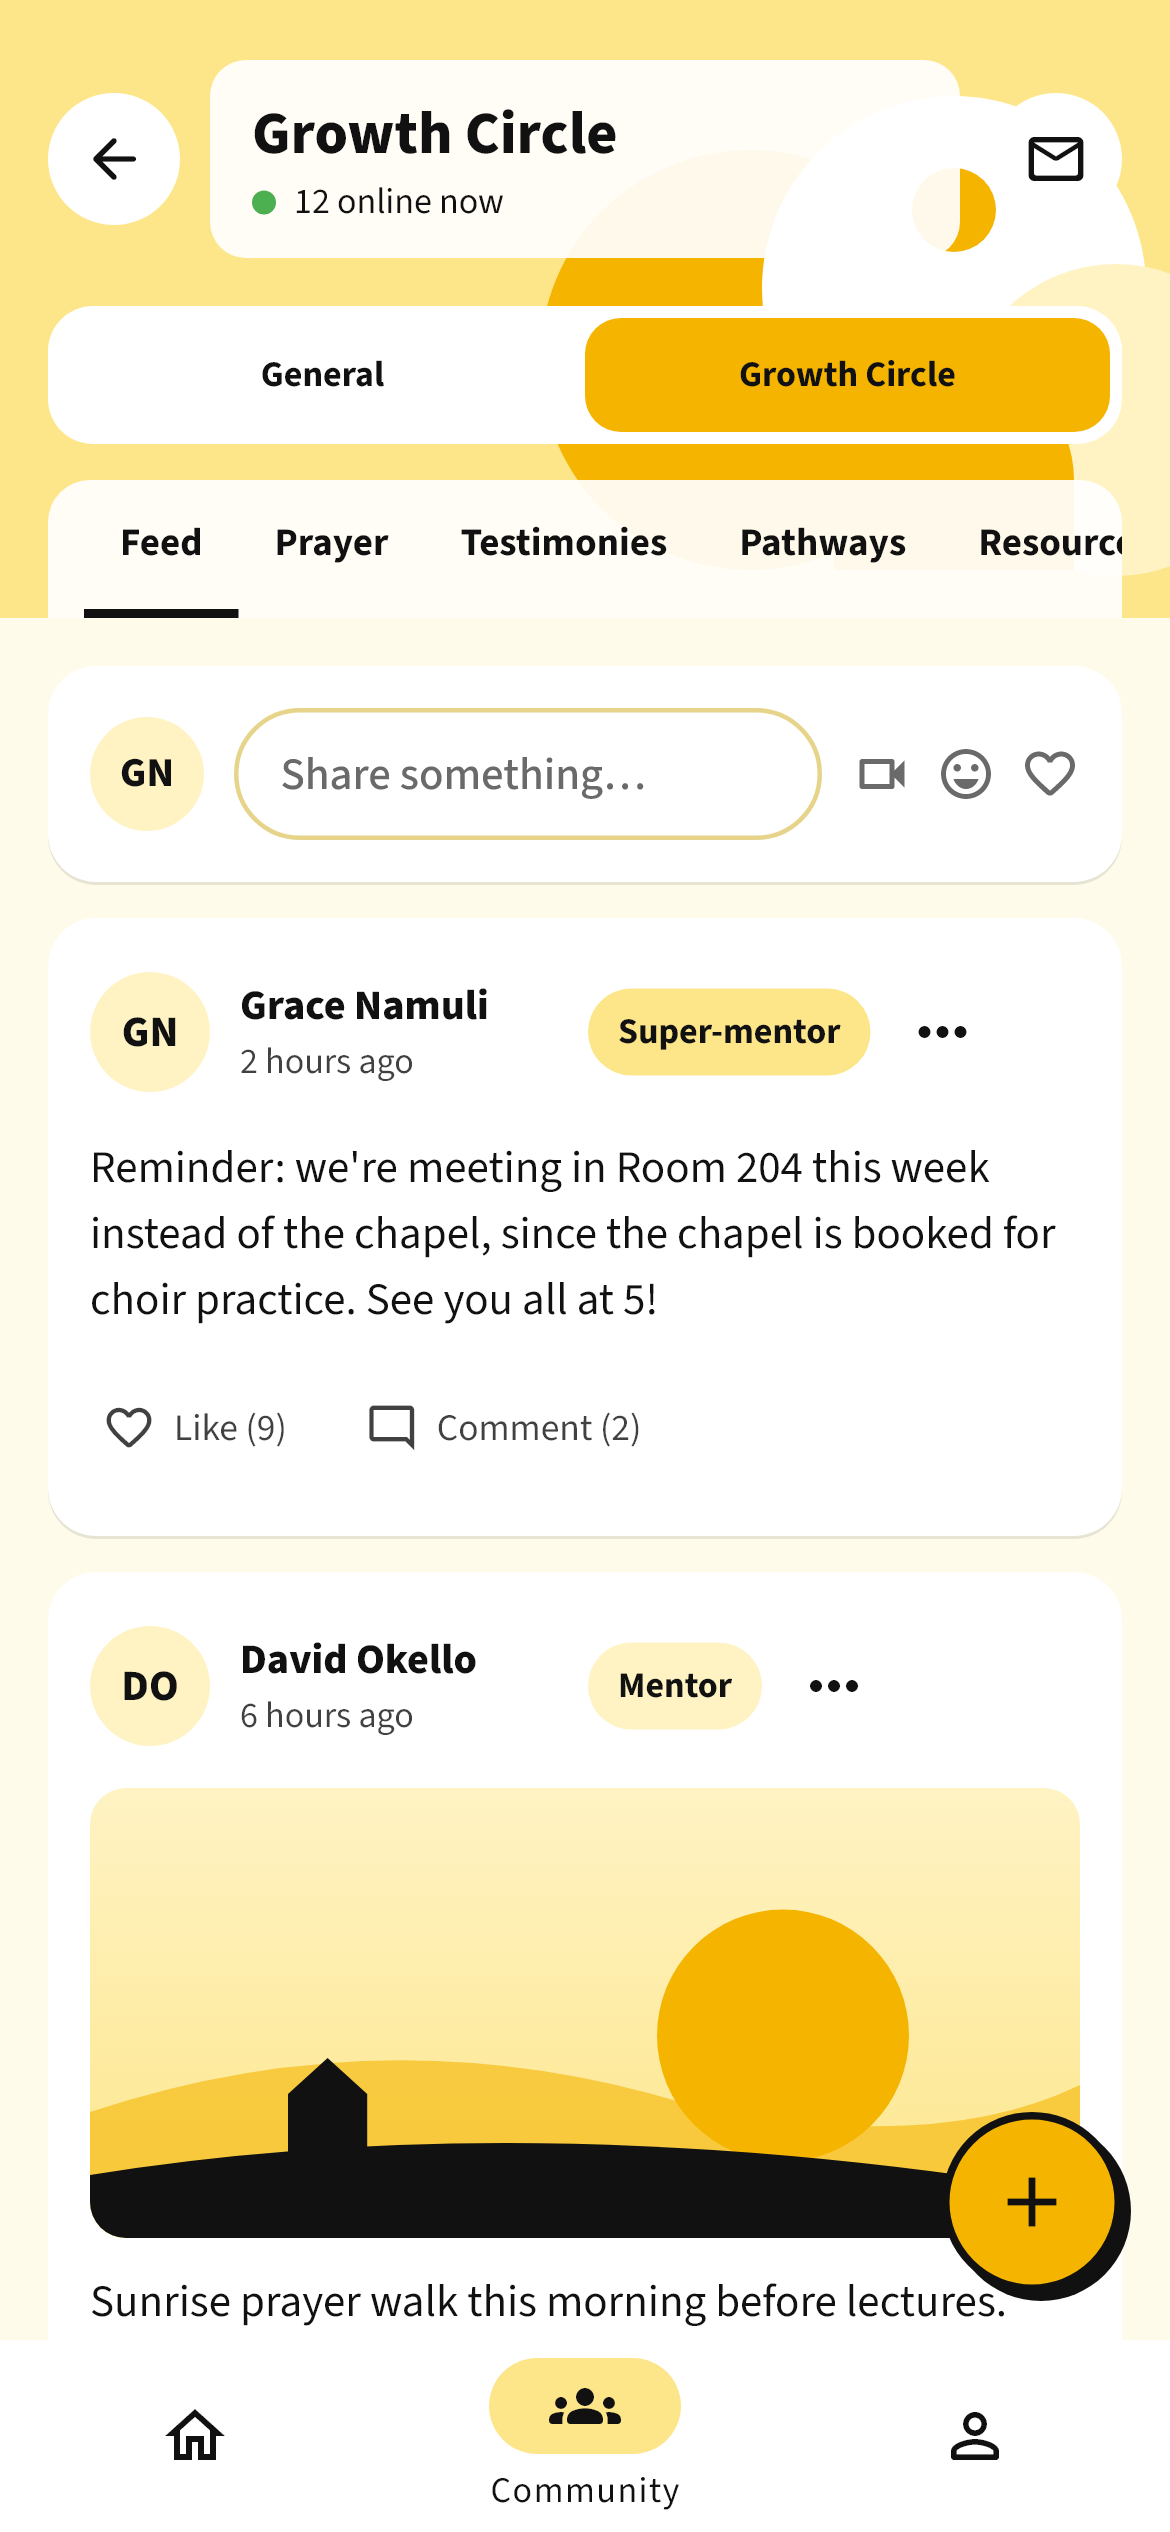 Growth Circle
12 online now
General
Growth Circle
Feed
Prayer
Testimonies
Pathways
Resourc
GN
Share something…
GN
Grace Namuli
2 hours ago
Super-mentor
Reminder: we're meeting in Room 204 this week
instead of the chapel, since the chapel is booked for
choir practice. See you all at 5!
Like (9)
Comment (2)
DO
David Okello
6 hours ago
Mentor
Sunrise prayer walk this morning before lectures.
Community